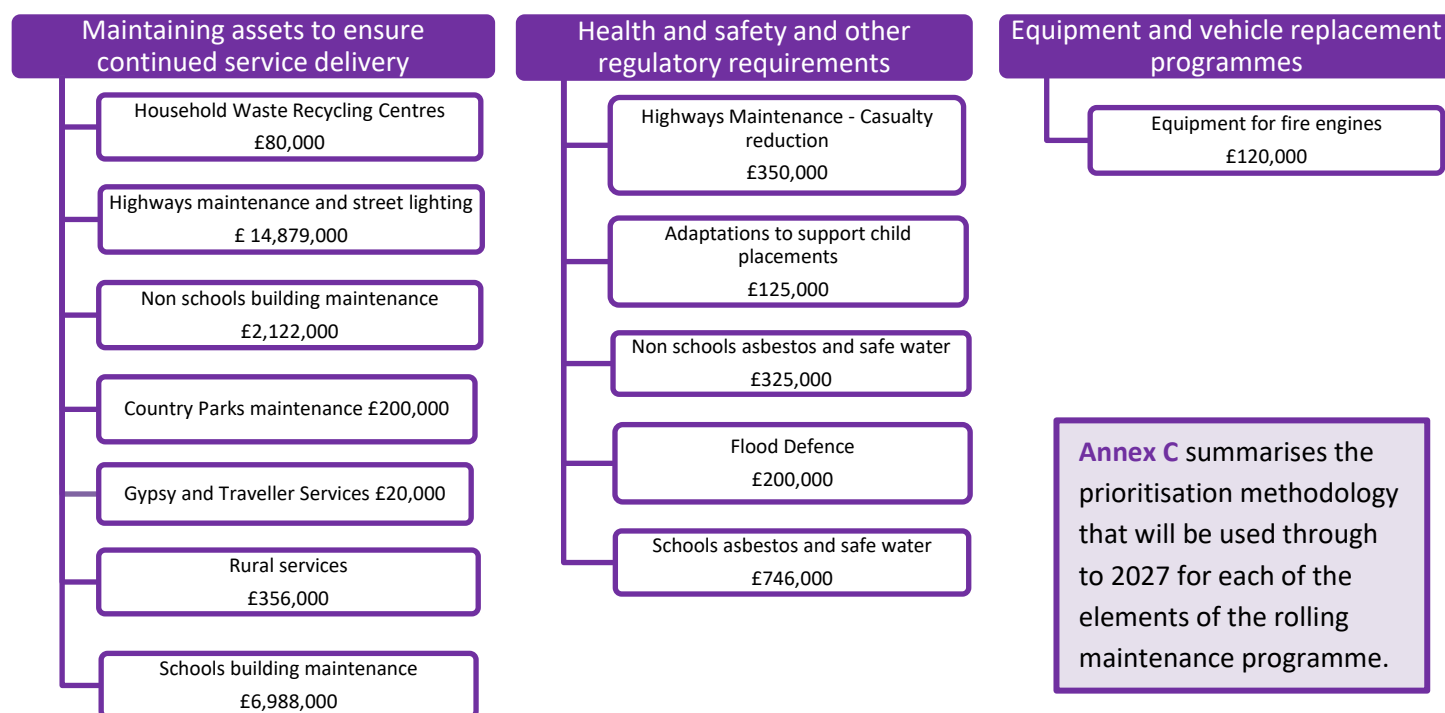 Maintaining assets to ensure
continued service delivery
Household Waste Recycling Centres
£80,000
Highways maintenance and street lighting
£ 14,879,000
Non schools building maintenance
£2,122,000
Country Parks maintenance £200,000
Gypsy and Traveller Services £20,000
Rural services
£356,000
Schools building maintenance
£6,988,000
Health and safety and other
regulatory requirements
Highways Maintenance - Casualty
reduction
£350,000
Adaptations to support child
placements
£125,000
Non schools asbestos and safe water
£325,000
Flood Defence
£200,000
Schools asbestos and safe water
£746,000
Equipment and vehicle replacement
programmes
Equipment for fire engines
£120,000
Annex C summarises the
prioritisation methodology
that will be used through
to 2027 for each of the
elements of the rolling
maintenance programme.